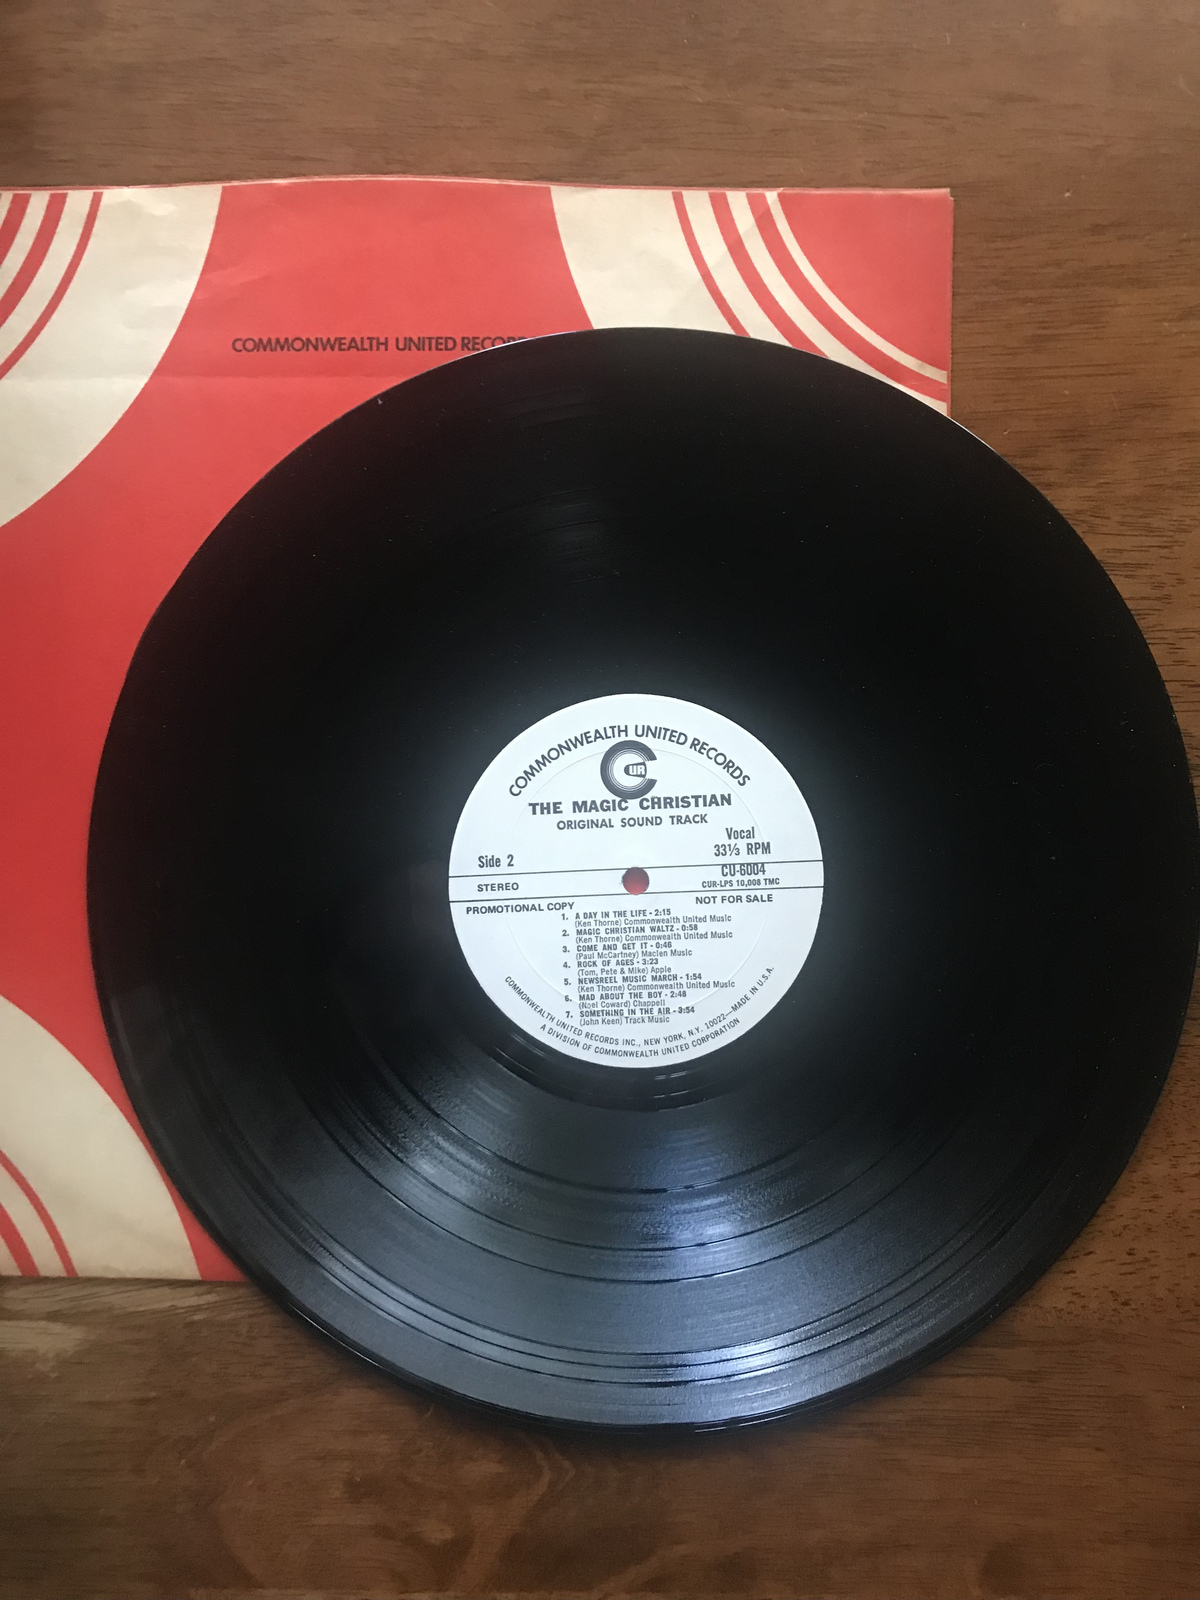 COMMONWEALTH UNITED RECOR
COMMONWEALTH UNITED RECORDS
CUR
THE MAGIC CHRISTIAN
ORIGINAL SOUND TRACK
Vocal
Side 2
33⅓ RPM
CU-6004
STEREO
CUR-LPS 10,008 TMC
PROMOTIONAL COPY
NOT FOR SALE
1. A DAY IN THE LIFE - 2:15
(Ken Thorne) Commonwealth United Music
2. MAGIC CHRISTIAN WALTZ - 0:58
(Ken Thorne) Commonwealth United Music
3. COME AND GET IT - 0:46
(Paul McCartney) Maclen Music
4. ROCK OF AGES - 3:23
(Tom, Pete & Mike) Apple
5. NEWSREEL MUSIC MARCH - 1:54
(Ken Thorne) Commonwealth United Music
6. MAD ABOUT THE BOY - 2:48
(Noel Coward) Chappell
7. SOMETHING IN THE AIR - 3:54
(John Keen) Track Music
COMMONWEALTH UNITED RECORDS INC., NEW YORK, N.Y. 10022—MADE IN U.S.A.
A DIVISION OF COMMONWEALTH UNITED CORPORATION